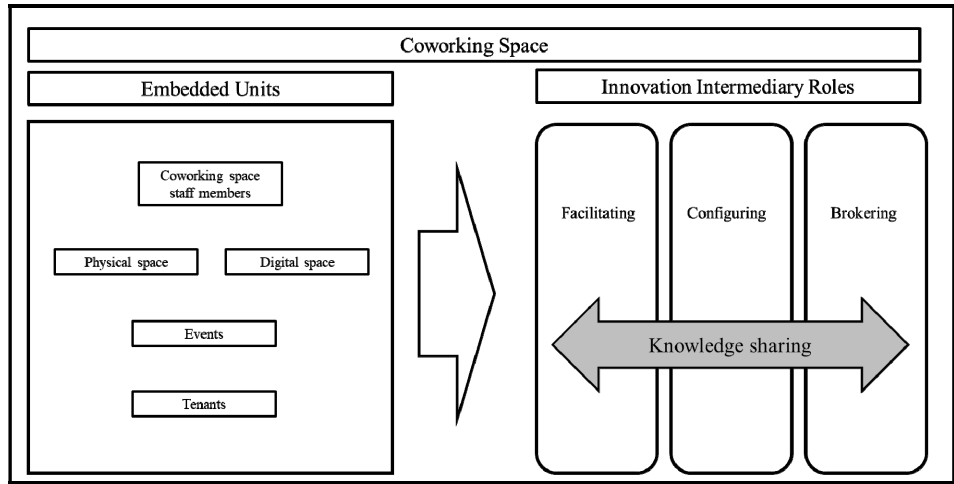 Coworking Space
Embedded Units
Innovation Intermediary Roles
Coworking space
staff members
Physical space
Digital space
Events
Tenants
Facilitating
Configuring
Brokering
Knowledge sharing